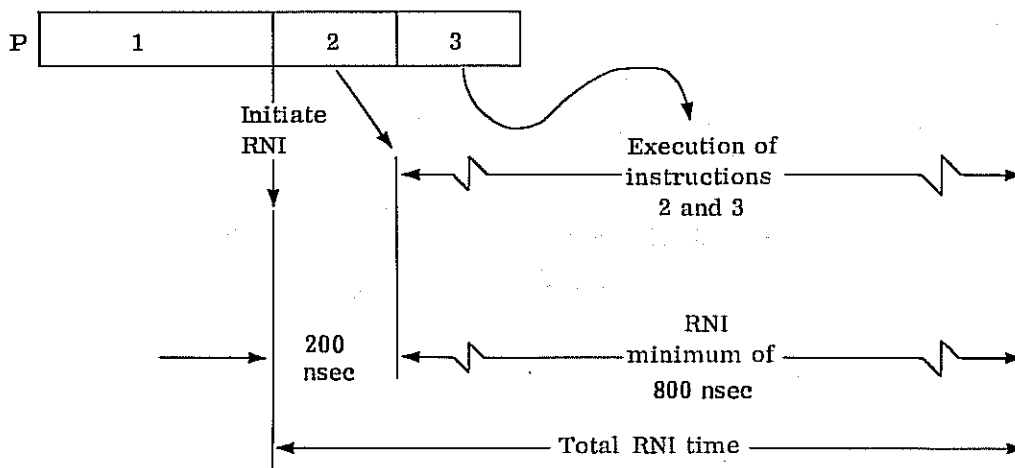 P 1 2 3
Initiate
RNI
Execution of
instructions
2 and 3
200
nsec
RNI
minimum of
800 nsec
Total RNI time